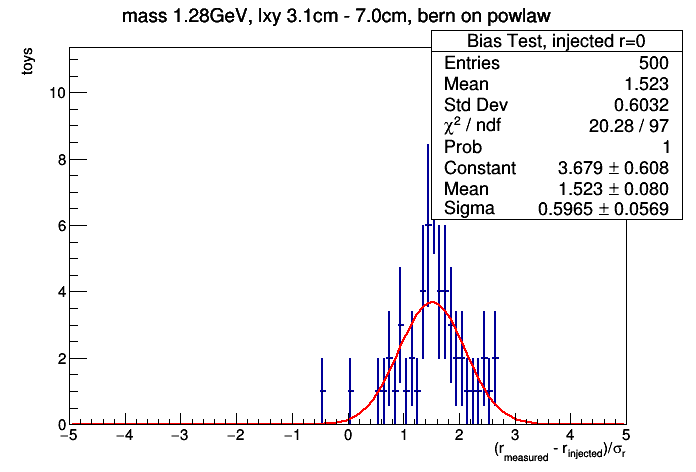 mass 1.28GeV, lxy 3.1cm - 7.0cm, bern on powlaw
Bias Test, injected r=0
Entries 500
Mean 1.523
Std Dev 0.6032
χ² / ndf 20.28 / 97
Prob 1
Constant 3.679 ± 0.608
Mean 1.523 ± 0.080
Sigma 0.5965 ± 0.0569
toys
10
8
6
4
2
0
−5 −4 −3 −2 −1 0 1 2 3 4 5
(r_measured - r_injected)/σ_r